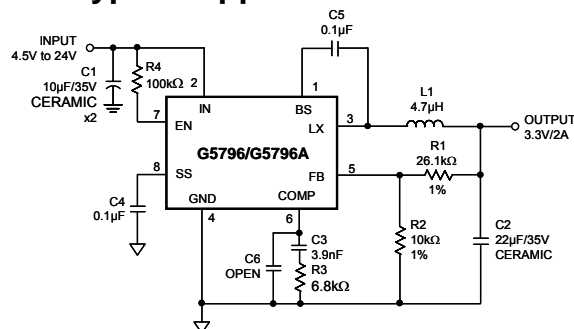 C5
0.1µF
INPUT
4.5V to 24V
C1
10µF/35V
CERAMIC
x2
R4
100kΩ
2
1
IN
BS
7
EN
LX
3
L1
4.7µH
OUTPUT
3.3V/2A
G5796/G5796A
R1
26.1kΩ
1%
8
SS
FB
5
GND
COMP
4
6
C4
0.1µF
C6
OPEN
C3
3.9nF
R3
6.8kΩ
R2
10kΩ
1%
C2
22µF/35V
CERAMIC